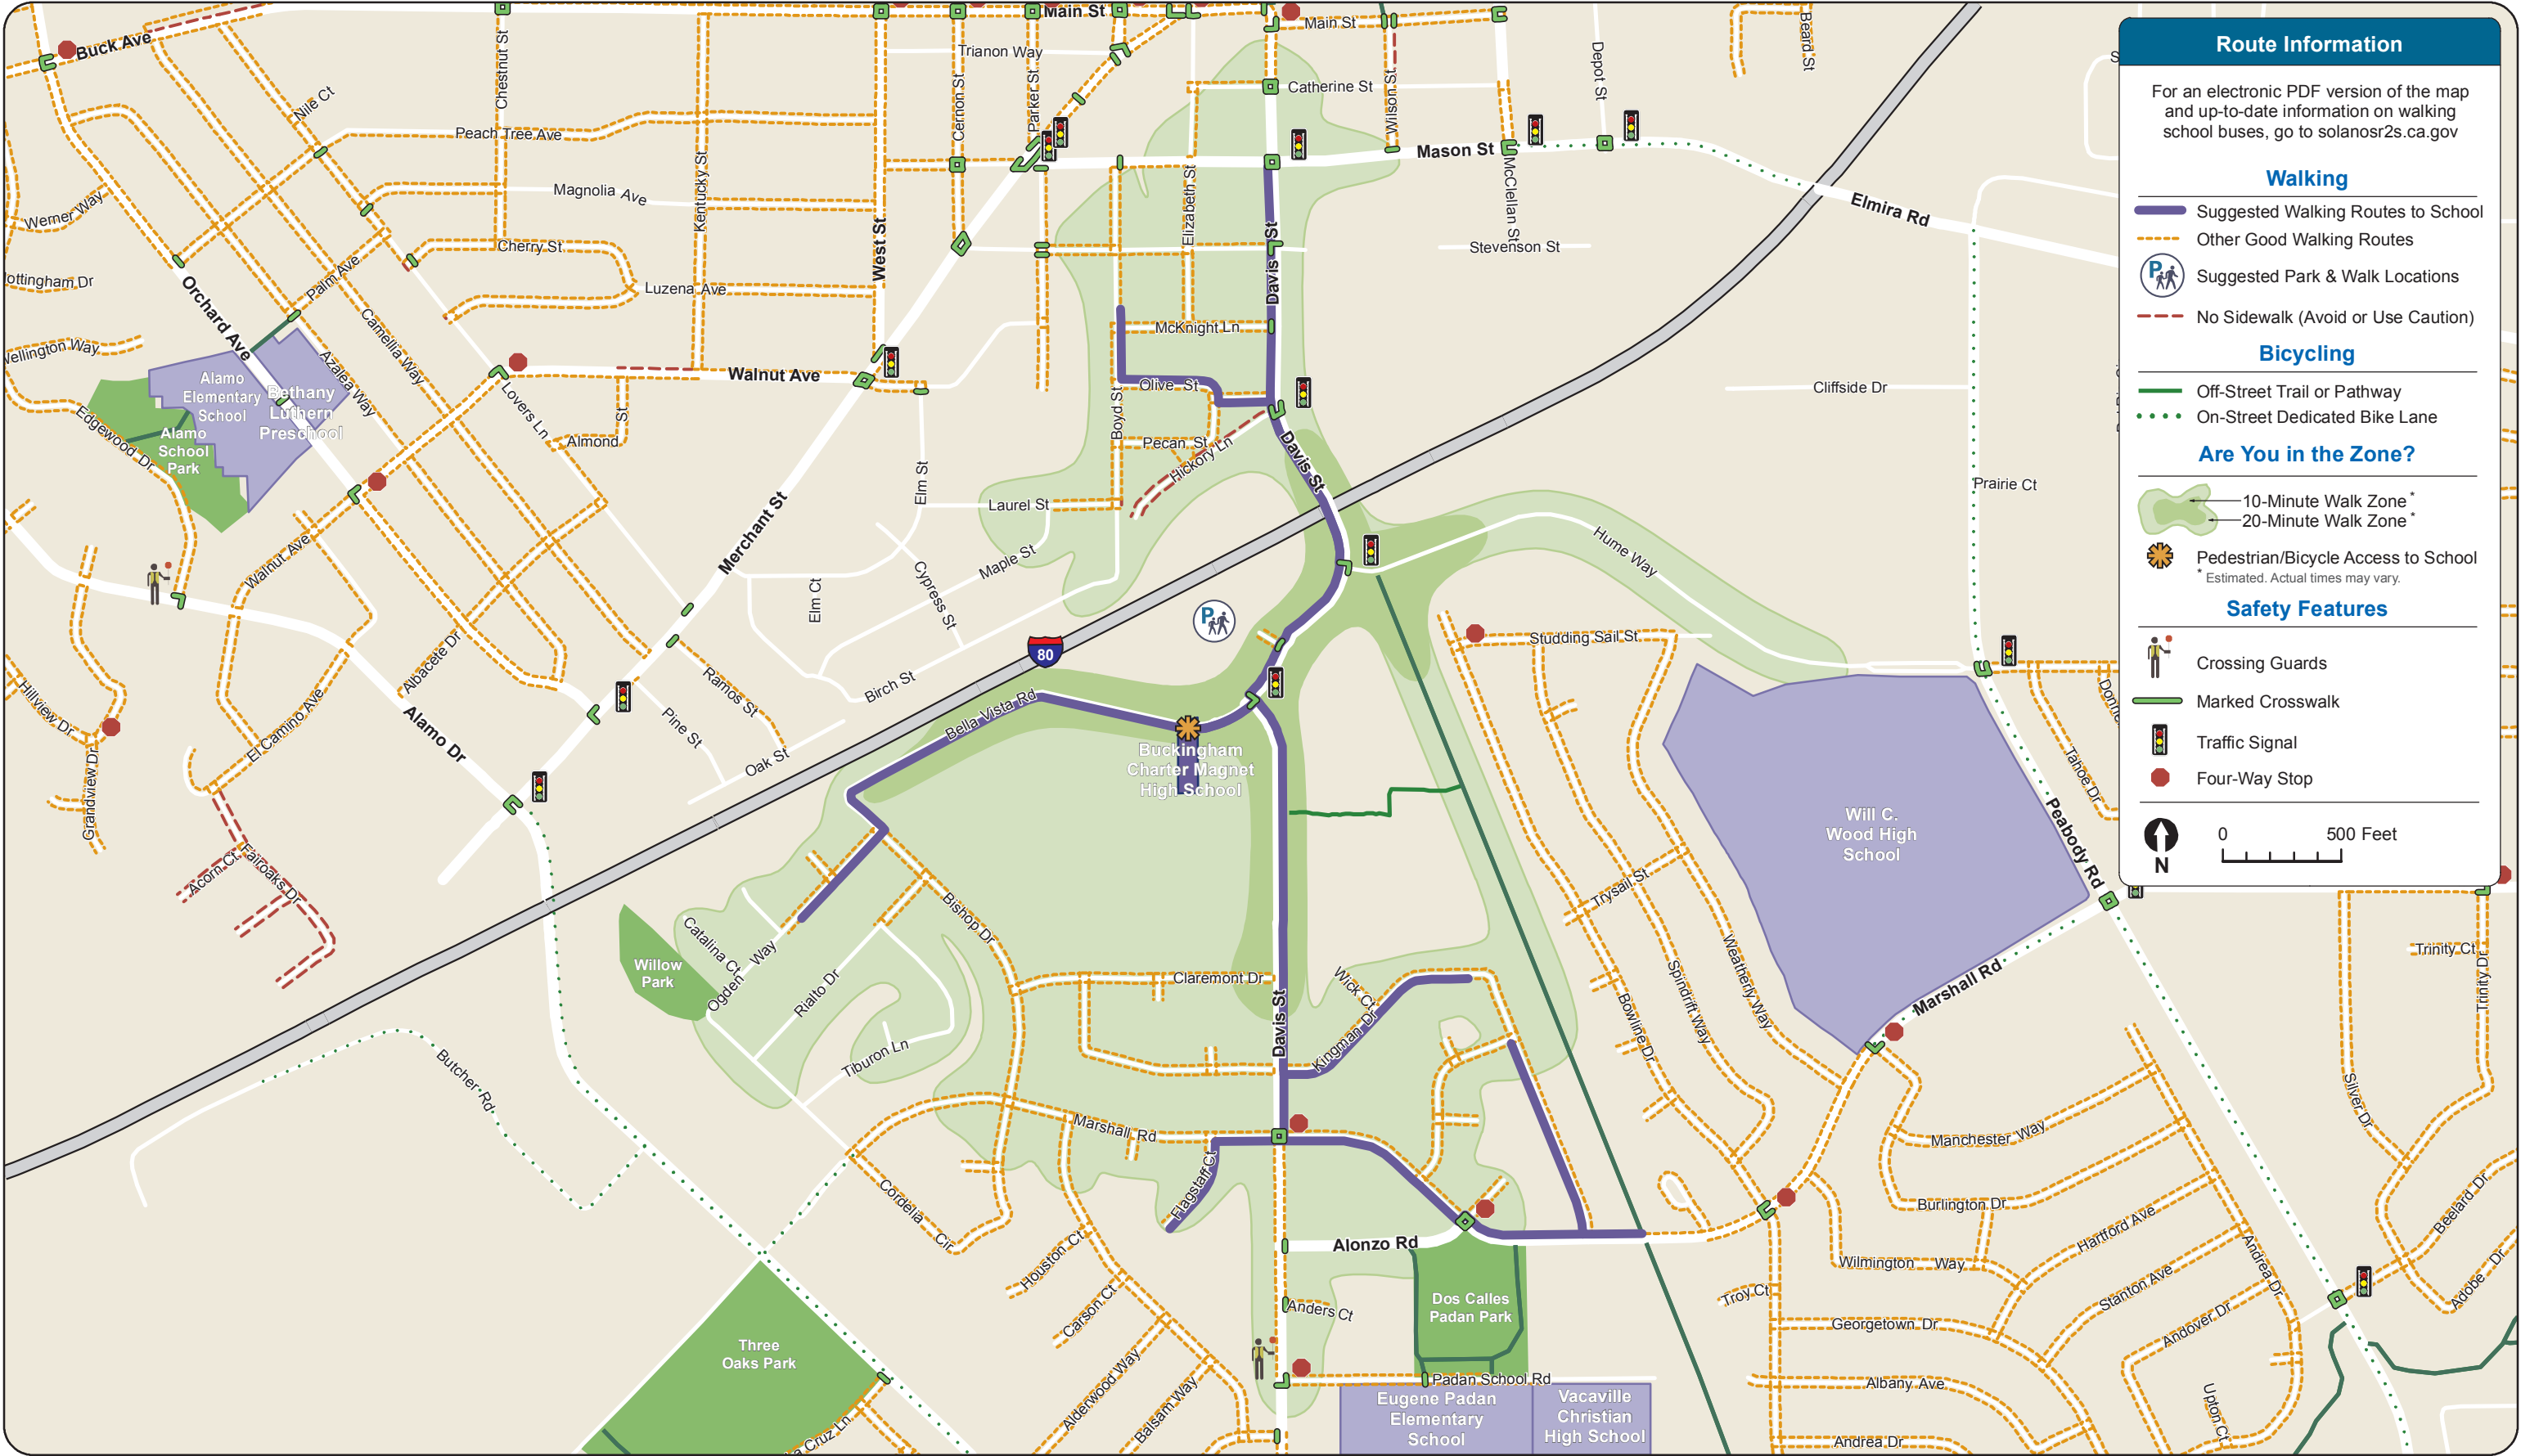 Buck Ave
Main St
Main St
Beard St
Depot St
Chestnut St
Nile Ct
Trianon Way
Cernon St
Parker St
Catherine St
Wilson St
Peach Tree Ave
Mason St
Elmira Rd
Magnolia Ave
Kentucky St
Werner Way
Elizabeth St
McClellan St
Cherry St
West St
Davis St
Stevenson St
Palm Ave
Luzena Ave
Orchard Ave
Camellia Way
McKnight Ln
Azalea Way
Walnut Ave
Olive St
Cliffside Dr
Alamo
Elementary
School
Bethany
Luthern
Preschool
Lovers Ln
Boyd St
Alamo
School
Park
Edgewood Dr
Almond St
Pecan St
Hickory Ln
Davis St
Elm St
Laurel St
Prairie Ct
Merchant St
Maple St
Hume Way
Walnut Ave
Elm Ct
Cypress St
80
P
Studding Sail St
Albacete Dr
Birch St
Ramos St
Pine St
Oak St
Bella Vista Rd
Hillview Dr
Grandview Dr
El Camino Ave
Alamo Dr
Buckingham
Charter Magnet
High School
Tahoe Dr
Peabody Rd
Will C.
Wood High
School
Acorn Ct
Fairoaks Dr
Trysail St
Bishop Dr
Catalina Ct
Ogden Way
Willow
Park
Rialto Dr
Claremont Dr
Wick Ct
Kingman Dr
Davis St
Bowline Dr
Spindrift Way
Weatherly Way
Marshall Rd
Trinity Ct
Trinity Dr
Tiburon Ln
Butcher Rd
Silver Dr
Marshall Rd
Manchester Way
Flagstaff Ct
Cordelia Cir
Burlington Dr
Beelard Dr
Alonzo Rd
Houston Ct
Hartford Ave
Wilmington Way
Andrea Dr
Adobe Dr
Stanton Ave
Troy Ct
Carson Ct
Anders Ct
Dos Calles
Padan Park
Georgetown Dr
Andover Dr
Three
Oaks Park
Alderwood Way
Balsam Way
Padan School Rd
Albany Ave
Upton Ct
Eugene Padan
Elementary
School
Vacaville
Christian
High School
Andrea Dr
Route Information
For an electronic PDF version of the map
and up-to-date information on walking
school buses, go to solanosr2s.ca.gov
Walking
Suggested Walking Routes to School
Other Good Walking Routes
P
Suggested Park & Walk Locations
No Sidewalk (Avoid or Use Caution)
Bicycling
Off-Street Trail or Pathway
On-Street Dedicated Bike Lane
Are You in the Zone?
10-Minute Walk Zone *
20-Minute Walk Zone *
Pedestrian/Bicycle Access to School
* Estimated. Actual times may vary.
Safety Features
Crossing Guards
Marked Crosswalk
Traffic Signal
Four-Way Stop
N
0 500 Feet